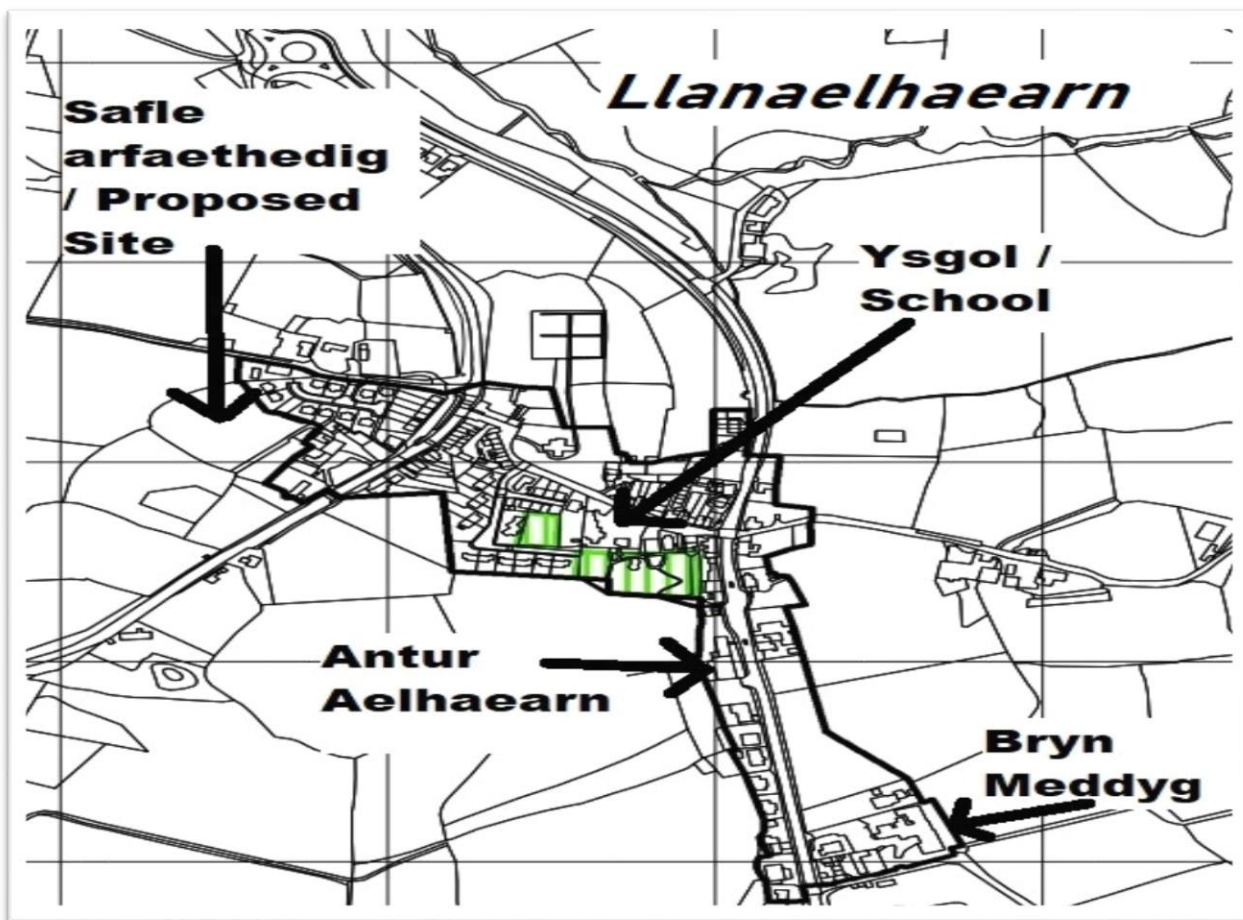 Llanaelhaearn
Safle
arfaethedig
/ Proposed
Site
Ysgol /
School
Antur
Aelhaearn
Bryn
Meddyg